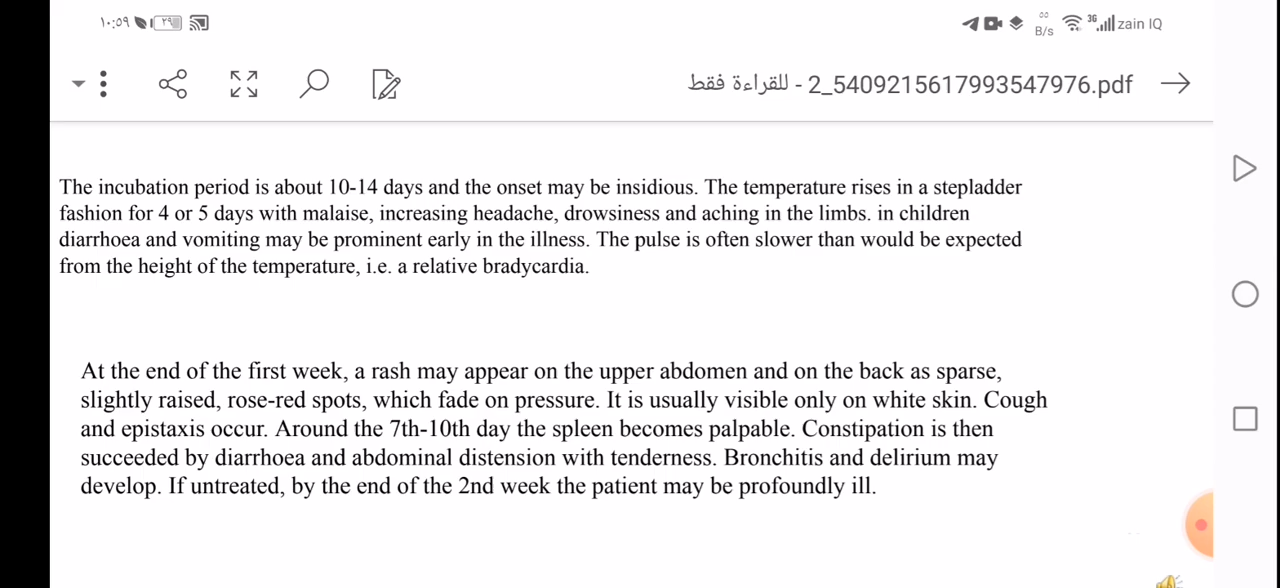 ١٠:٥٩ ٢٩ ٥٥ B/s 3G zain IQ
2_5409215617993547976.pdf - للقراءة فقط
The incubation period is about 10-14 days and the onset may be insidious. The temperature rises in a stepladder
fashion for 4 or 5 days with malaise, increasing headache, drowsiness and aching in the limbs. in children
diarrhoea and vomiting may be prominent early in the illness. The pulse is often slower than would be expected
from the height of the temperature, i.e. a relative bradycardia.
At the end of the first week, a rash may appear on the upper abdomen and on the back as sparse,
slightly raised, rose-red spots, which fade on pressure. It is usually visible only on white skin. Cough
and epistaxis occur. Around the 7th-10th day the spleen becomes palpable. Constipation is then
succeeded by diarrhoea and abdominal distension with tenderness. Bronchitis and delirium may
develop. If untreated, by the end of the 2nd week the patient may be profoundly ill.